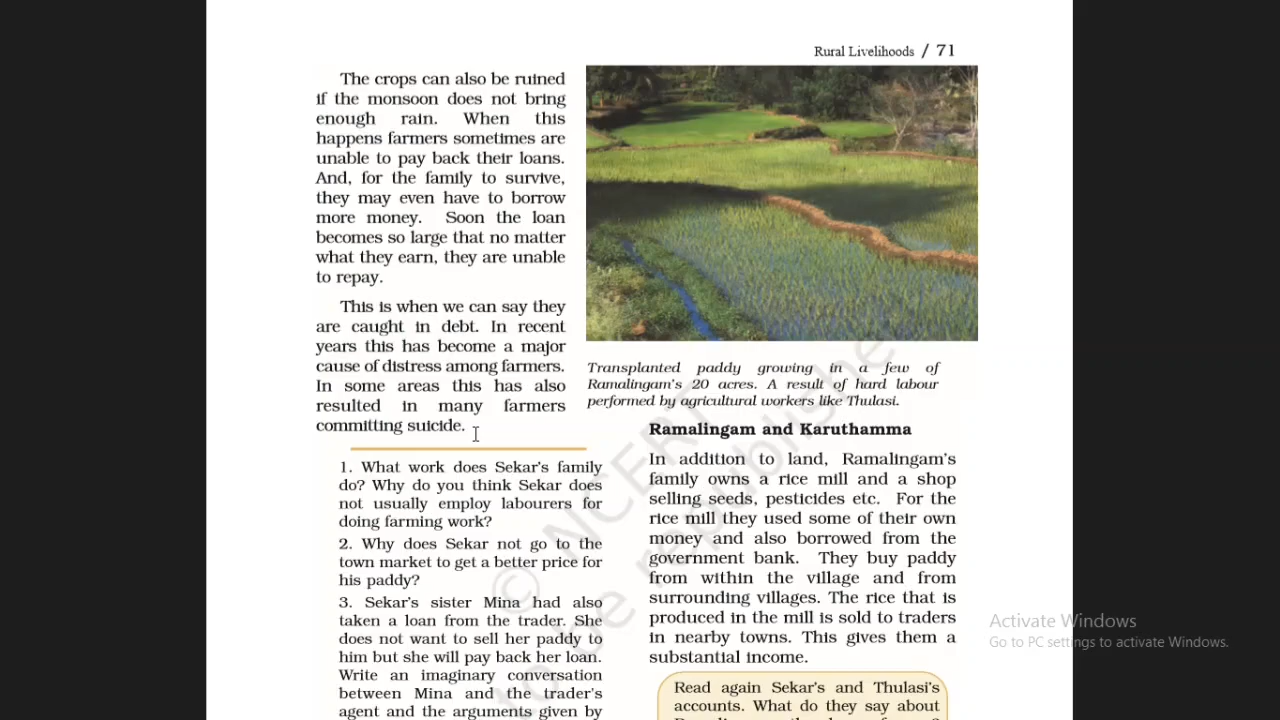 Rural Livelihoods / 71
The crops can also be ruined
if the monsoon does not bring
enough rain. When this
happens farmers sometimes are
unable to pay back their loans.
And, for the family to survive,
they may even have to borrow
more money. Soon the loan
becomes so large that no matter
what they earn, they are unable
to repay.
This is when we can say they
are caught in debt. In recent
years this has become a major
cause of distress among farmers.
In some areas this has also
resulted in many farmers
committing suicide.
1. What work does Sekar's family
do? Why do you think Sekar does
not usually employ labourers for
doing farming work?
2. Why does Sekar not go to the
town market to get a better price for
his paddy?
3. Sekar's sister Mina had also
taken a loan from the trader. She
does not want to sell her paddy to
him but she will pay back her loan.
Write an imaginary conversation
between Mina and the trader's
agent and the arguments given by
Transplanted paddy growing in a few of
Ramalingam's 20 acres. A result of hard labour
performed by agricultural workers like Thulasi.
Ramalingam and Karuthamma
In addition to land, Ramalingam's
family owns a rice mill and a shop
selling seeds, pesticides etc. For the
rice mill they used some of their own
money and also borrowed from the
government bank. They buy paddy
from within the village and from
surrounding villages. The rice that is
produced in the mill is sold to traders
in nearby towns. This gives them a
substantial income.
Read again Sekar's and Thulasi's
accounts. What do they say about
© NCERT
to be republished
Activate Windows
Go to PC settings to activate Windows.